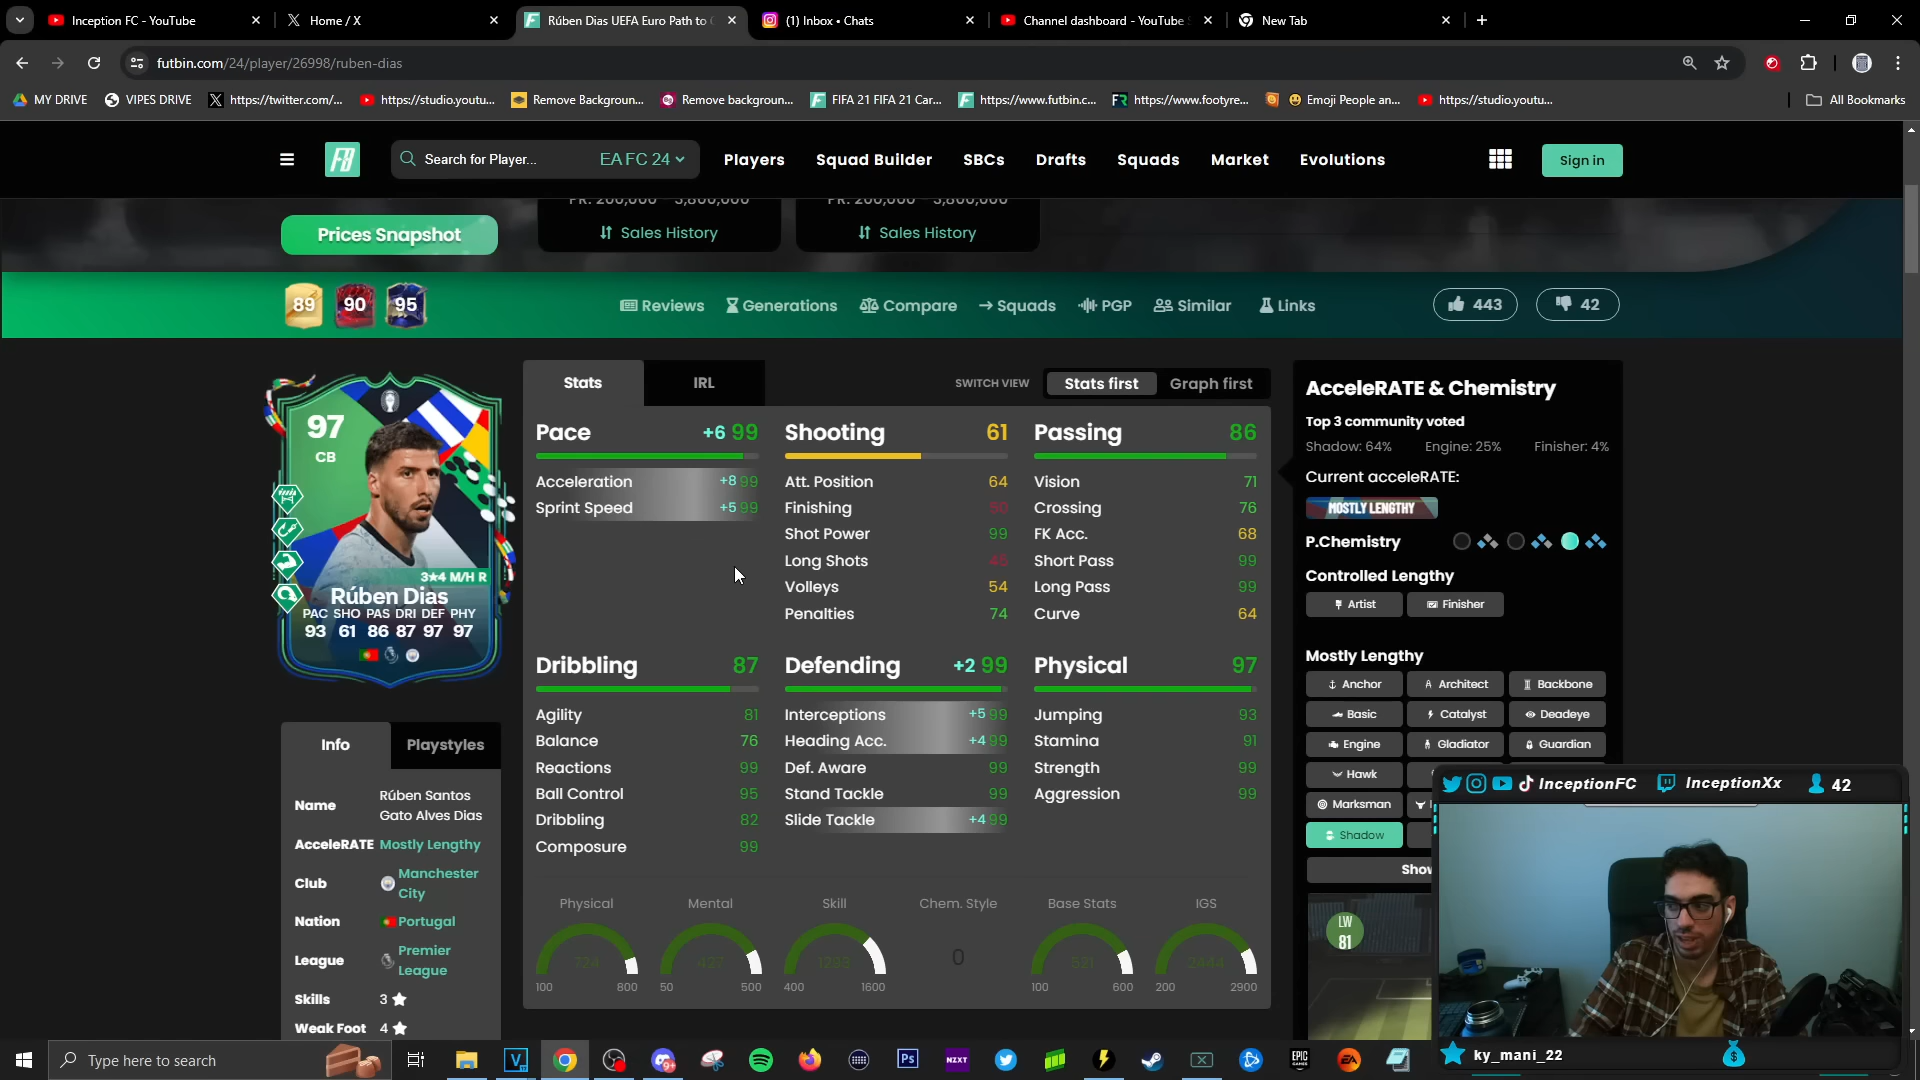 Inception FC - YouTube
Home / X
Rúben Dias UEFA Euro Path to
(1) Inbox • Chats
Channel dashboard - YouTube
New Tab
futbin.com/24/player/26998/ruben-dias
MY DRIVE
VIPES DRIVE
https://twitter.com/...
https://studio.youtu...
Remove Backgroun...
Remove backgroun...
FIFA 21 FIFA 21 Car...
https://www.futbin.c...
https://www.footyre...
Emoji People an...
https://studio.youtu...
All Bookmarks
Search for Player...
EA FC 24
Players
Squad Builder
SBCs
Drafts
Squads
Market
Evolutions
Sign in
Prices Snapshot
PR: 200,000 - 3,800,000
Sales History
PR: 200,000 - 3,800,000
Sales History
89
90
95
Reviews
Generations
Compare
Squads
PGP
Similar
Links
443
42
97
CB
3★4 M/H R
Rúben Dias
PAC SHO PAS DRI DEF PHY
93 61 86 87 97 97
Stats
IRL
SWITCH VIEW
Stats first
Graph first
Pace +6 99
Acceleration +8 99
Sprint Speed +5 99
Shooting 61
Att. Position 64
Finishing
Shot Power 99
Long Shots
Volleys 54
Penalties 74
Passing 86
Vision 71
Crossing 76
FK Acc. 68
Short Pass 99
Long Pass 99
Curve 64
Dribbling 87
Agility 81
Balance 76
Reactions 99
Ball Control 95
Dribbling 82
Composure 99
Defending +2 99
Interceptions +5 99
Heading Acc. +4 99
Def. Aware 99
Stand Tackle 99
Slide Tackle +4 99
Physical 97
Jumping 93
Stamina 91
Strength 99
Aggression 99
Physical
724
100 800
Mental
50 500
Skill
400 1600
Chem. Style
0
Base Stats
521
100 600
IGS
2444
200 2900
AcceleRATE & Chemistry
Top 3 community voted
Shadow: 64% Engine: 25% Finisher: 4%
Current acceleRATE:
MOSTLY LENGTHY
P.Chemistry
Controlled Lengthy
Artist
Finisher
Mostly Lengthy
Anchor
Architect
Backbone
Basic
Catalyst
Deadeye
Engine
Gladiator
Guardian
Hawk
Marksman
Shadow
LW
81
Info
Playstyles
Name Rúben Santos
Gato Alves Dias
AcceleRATE Mostly Lengthy
Club Manchester
City
Nation Portugal
League Premier
League
Skills 3
Weak Foot 4
InceptionFC
InceptionXx
42
ky_mani_22
Type here to search